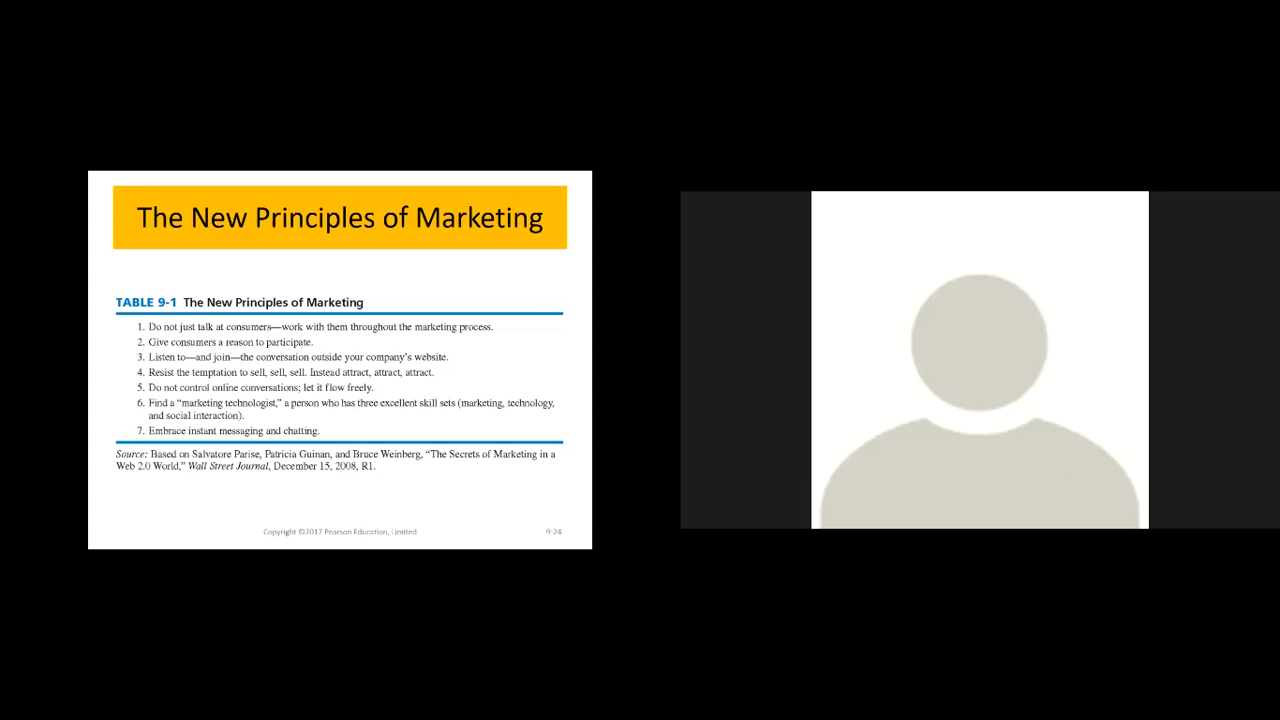 The New Principles of Marketing
TABLE 9-1 The New Principles of Marketing
1. Do not just talk at consumers—work with them throughout the marketing process.
2. Give consumers a reason to participate.
3. Listen to—and join—the conversation outside your company's website.
4. Resist the temptation to sell, sell, sell. Instead attract, attract, attract.
5. Do not control online conversations; let it flow freely.
6. Find a “marketing technologist,” a person who has three excellent skill sets (marketing, technology,
and social interaction).
7. Embrace instant messaging and chatting.
Source: Based on Salvatore Parise, Patricia Guinan, and Bruce Weinberg, “The Secrets of Marketing in a
Web 2.0 World,” Wall Street Journal, December 15, 2008, R1.
Copyright ©2017 Pearson Education, Limited
9-24